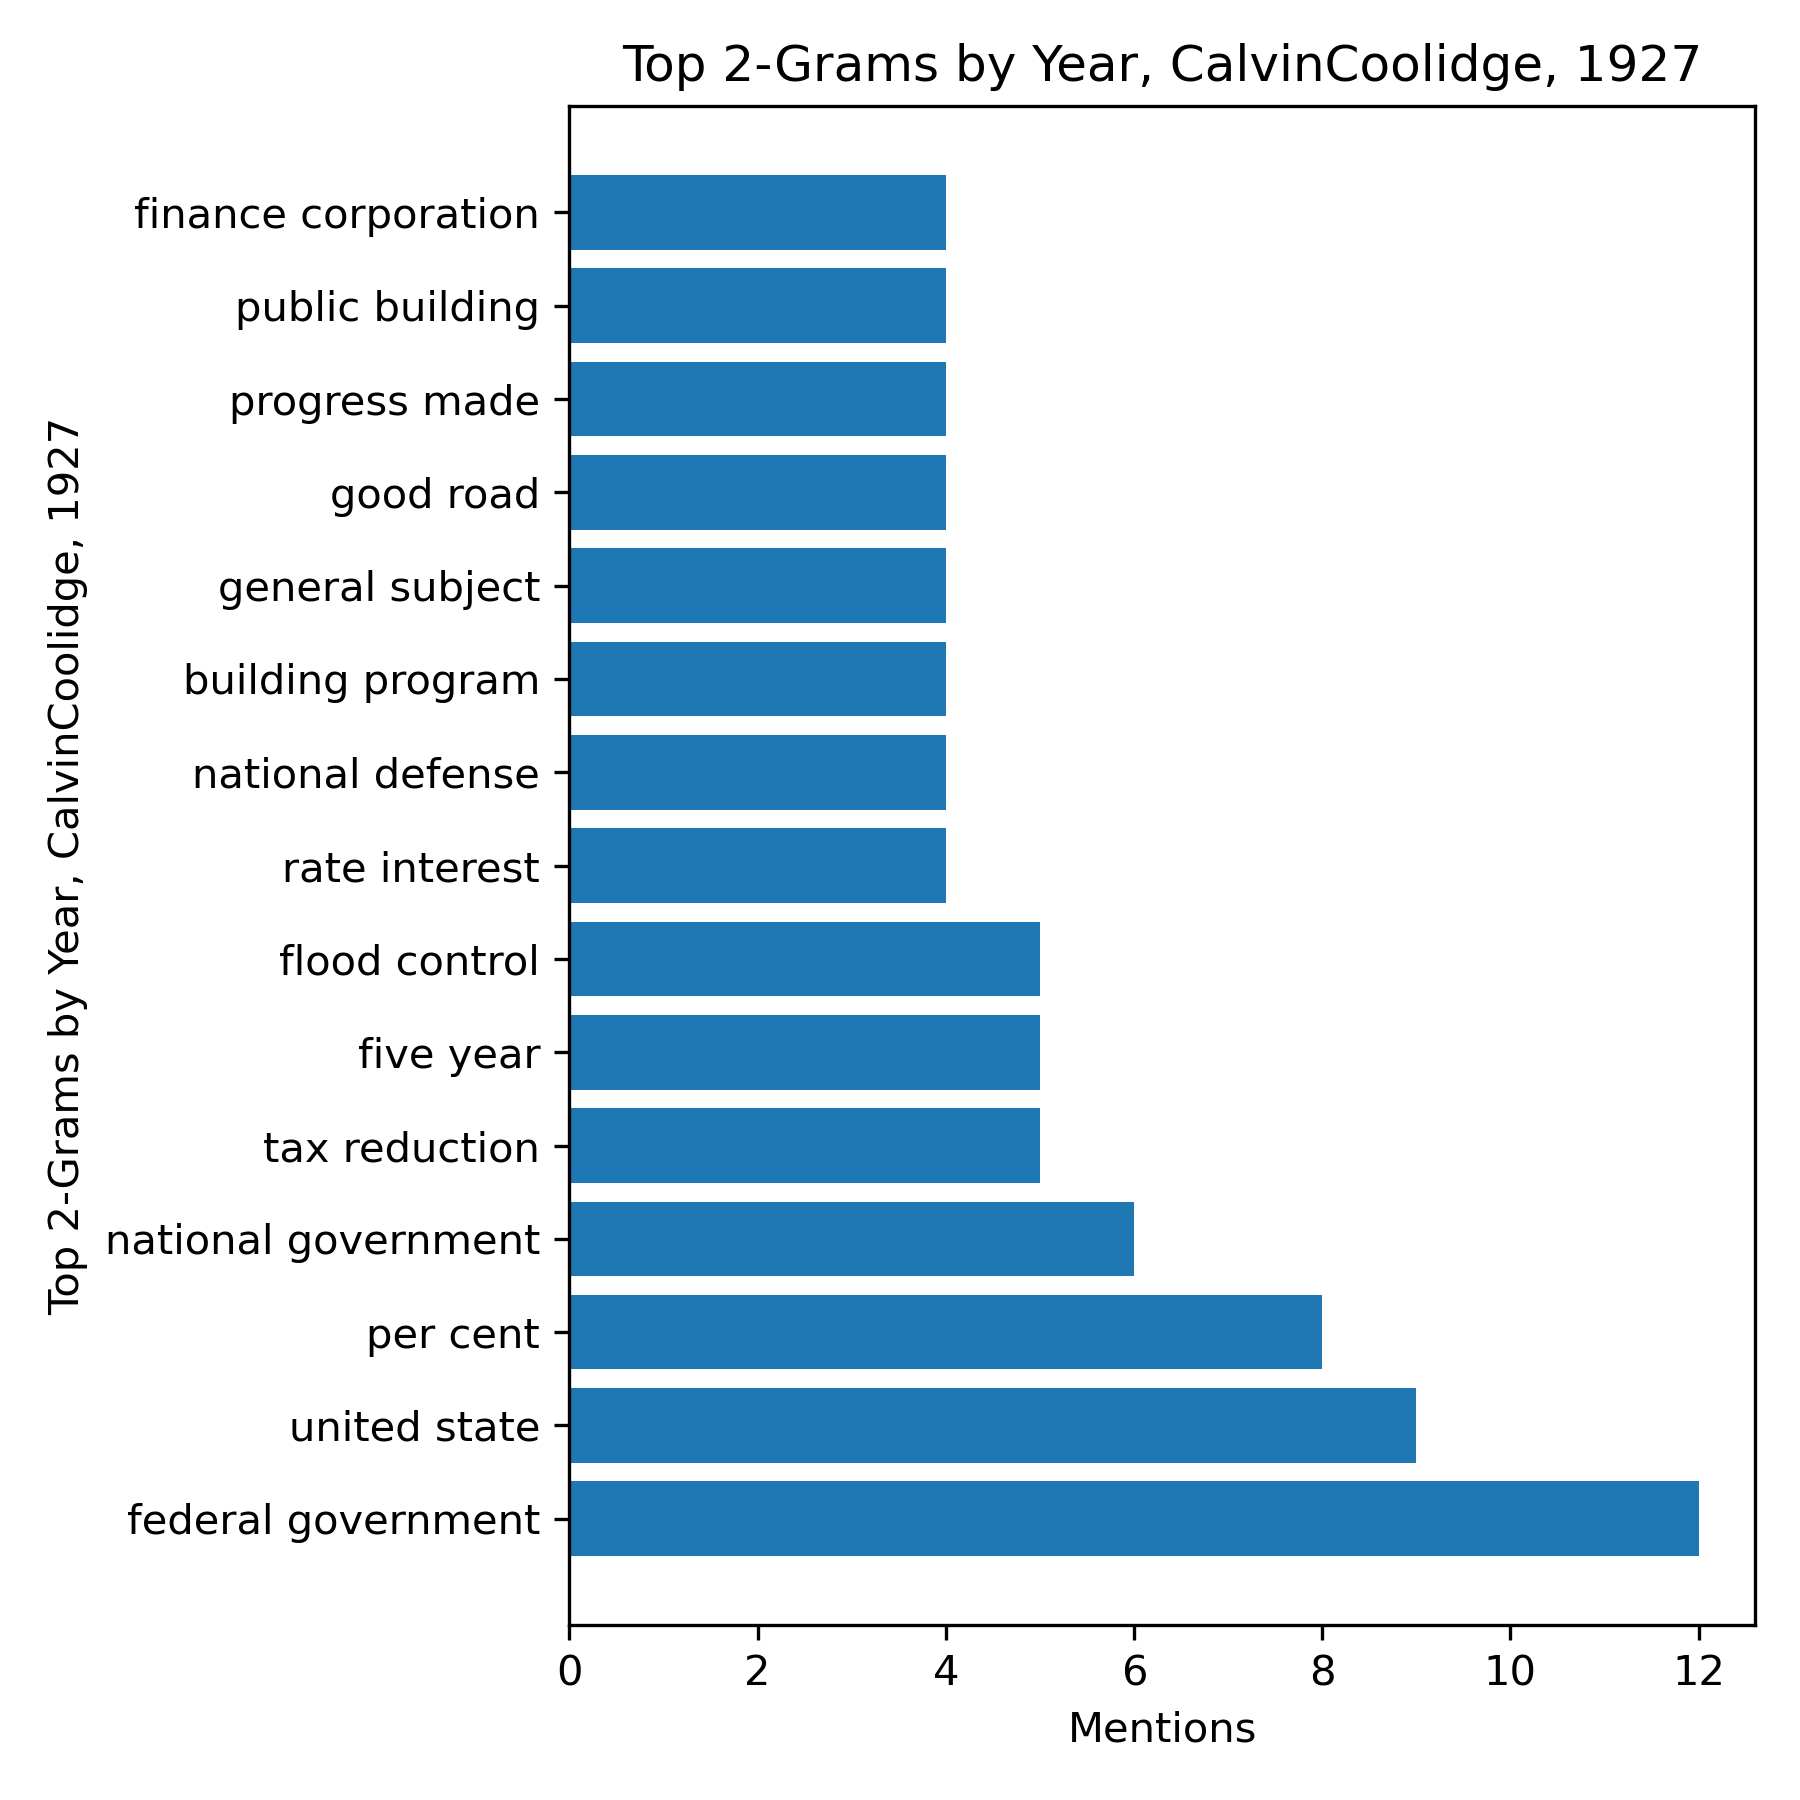 Top 2-Grams by Year, CalvinCoolidge, 1927
Top 2-Grams by Year, CalvinCoolidge, 1927
finance corporation
public building
progress made
good road
general subject
building program
national defense
rate interest
flood control
five year
tax reduction
national government
per cent
united state
federal government
0 2 4 6 8 10 12
Mentions